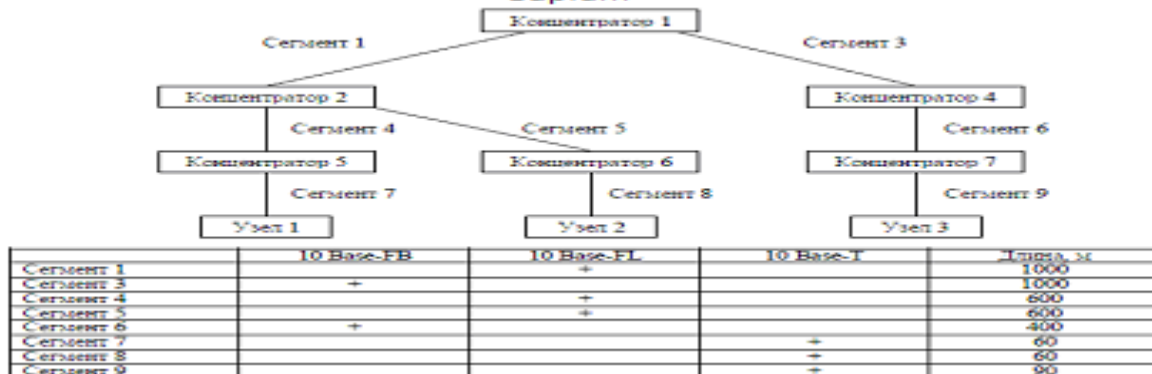 Концентратор 1
Сегмент 1 Сегмент 3
Концентратор 2 Концентратор 4
Сегмент 4 Сегмент 5 Сегмент 6
Концентратор 5 Концентратор 6 Концентратор 7
Сегмент 7 Сегмент 8 Сегмент 9
Узел 1 Узел 2 Узел 3
10 Base-FB 10 Base-FL 10 Base-T Длина, м
Сегмент 1 + 1000
Сегмент 3 + 1000
Сегмент 4 + 600
Сегмент 5 + 600
Сегмент 6 + 400
Сегмент 7 + 60
Сегмент 8 + 60
Сегмент 9 + 90